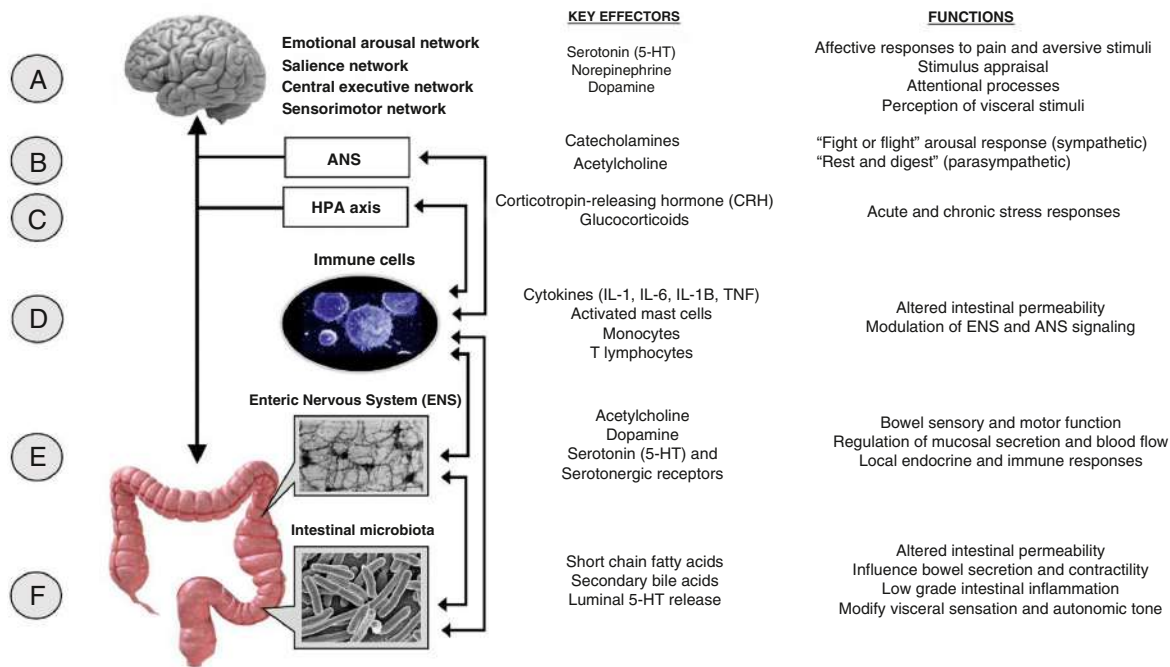 KEY EFFECTORS
FUNCTIONS
A
Emotional arousal network
Salience network
Central executive network
Sensorimotor network
Serotonin (5-HT)
Norepinephrine
Dopamine
Affective responses to pain and aversive stimuli
Stimulus appraisal
Attentional processes
Perception of visceral stimuli
B
ANS
Catecholamines
Acetylcholine
“Fight or flight” arousal response (sympathetic)
“Rest and digest” (parasympathetic)
C
HPA axis
Corticotropin-releasing hormone (CRH)
Glucocorticoids
Acute and chronic stress responses
D
Immune cells
Cytokines (IL-1, IL-6, IL-1B, TNF)
Activated mast cells
Monocytes
T lymphocytes
Altered intestinal permeability
Modulation of ENS and ANS signaling
E
Enteric Nervous System (ENS)
Acetylcholine
Dopamine
Serotonin (5-HT) and
Serotonergic receptors
Bowel sensory and motor function
Regulation of mucosal secretion and blood flow
Local endocrine and immune responses
F
Intestinal microbiota
Short chain fatty acids
Secondary bile acids
Luminal 5-HT release
Altered intestinal permeability
Influence bowel secretion and contractility
Low grade intestinal inflammation
Modify visceral sensation and autonomic tone